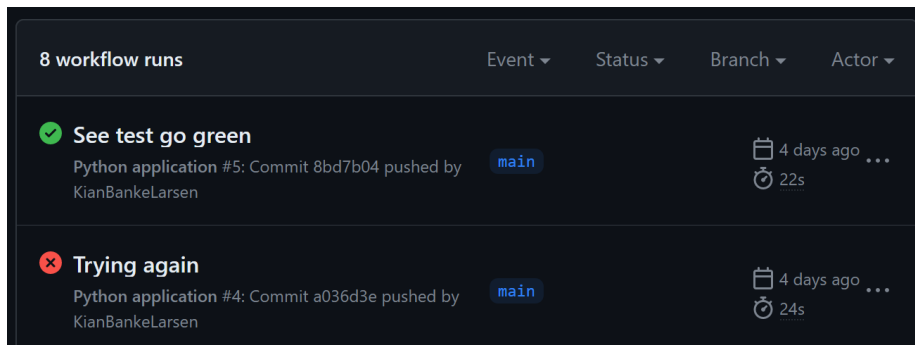 8 workflow runs Event Status Branch Actor
See test go green
Python application #5: Commit 8bd7b04 pushed by
KianBankeLarsen
main
4 days ago
22s
Trying again
Python application #4: Commit a036d3e pushed by
KianBankeLarsen
main
4 days ago
24s